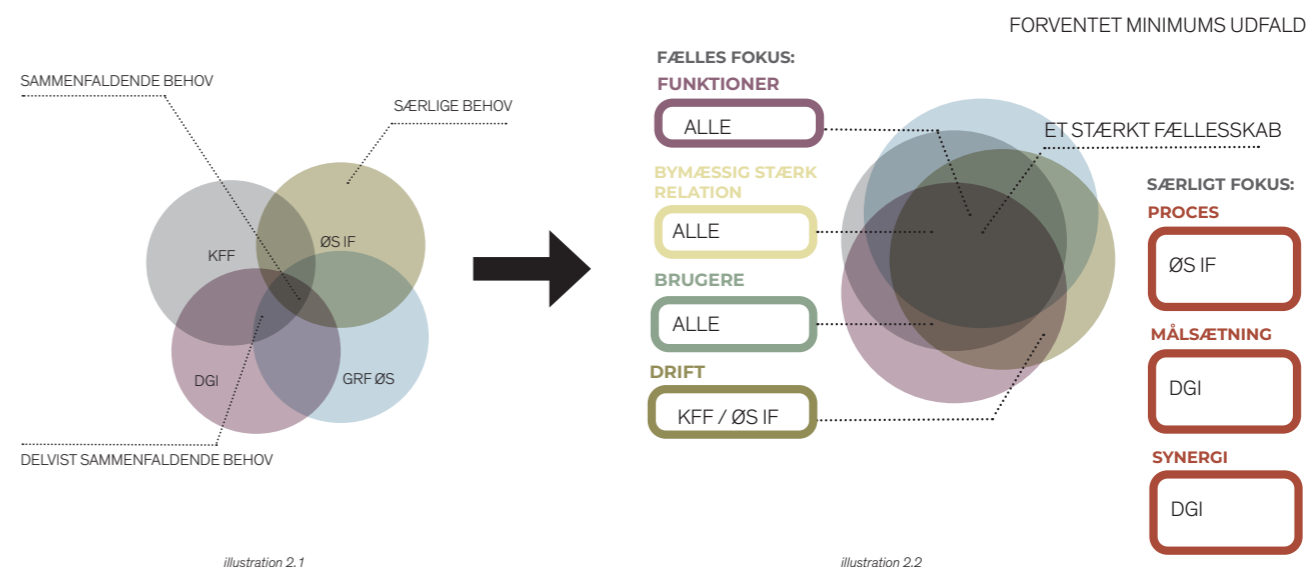 FORVENTET MINIMUMS UDFALD
SAMMENFALDENDE BEHOV
SÆRLIGE BEHOV
KFF
ØS IF
DGI
GRF ØS
DELVIST SAMMENFALDENDE BEHOV
illustration 2.1
FÆLLES FOKUS:
FUNKTIONER
ALLE
ET STÆRKT FÆLLESSKAB
BYMÆSSIG STÆRK
RELATION
ALLE
BRUGERE
ALLE
DRIFT
KFF / ØS IF
SÆRLIGT FOKUS:
PROCES
ØS IF
MÅLSÆTNING
DGI
SYNERGI
DGI
illustration 2.2